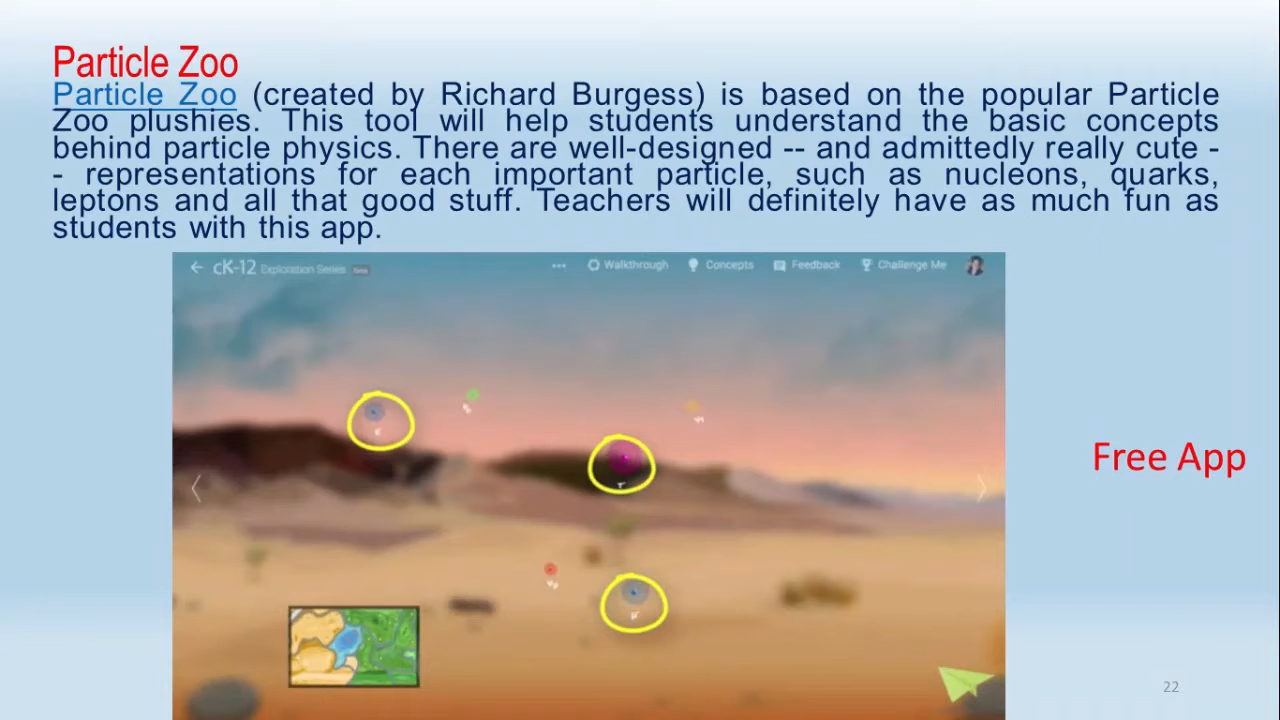 Particle Zoo
Particle Zoo (created by Richard Burgess) is based on the popular Particle
Zoo plushies. This tool will help students understand the basic concepts
behind particle physics. There are well-designed -- and admittedly really cute -
- representations for each important particle, such as nucleons, quarks,
leptons and all that good stuff. Teachers will definitely have as much fun as
students with this app.
cK-12 Exploration Series
Walkthrough Concepts Feedback Challenge Me
Free App
22